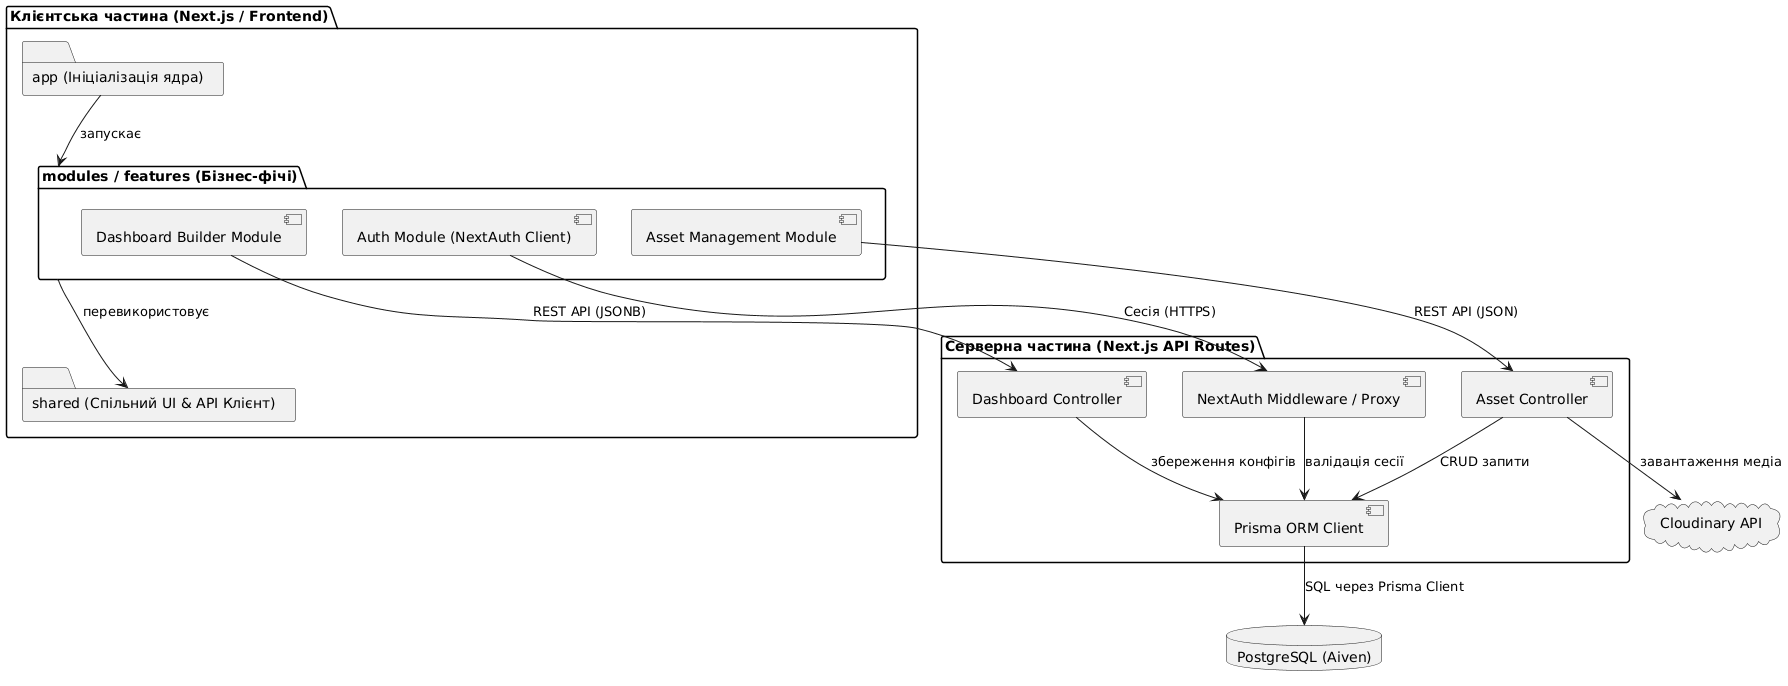 Клієнтська частина (Next.js / Frontend)
app (Ініціалізація ядра)
запускає
modules / features (Бізнес-фічі)
Dashboard Builder Module
Auth Module (NextAuth Client)
Asset Management Module
перевикористовує
REST API (JSONB)
Сесія (HTTPS)
REST API (JSON)
shared (Спільний UI & API Клієнт)
Серверна частина (Next.js API Routes)
Dashboard Controller
NextAuth Middleware / Proxy
Asset Controller
збереження конфігів
валідація сесії
CRUD запити
завантаження медіа
Prisma ORM Client
Cloudinary API
SQL через Prisma Client
PostgreSQL (Aiven)